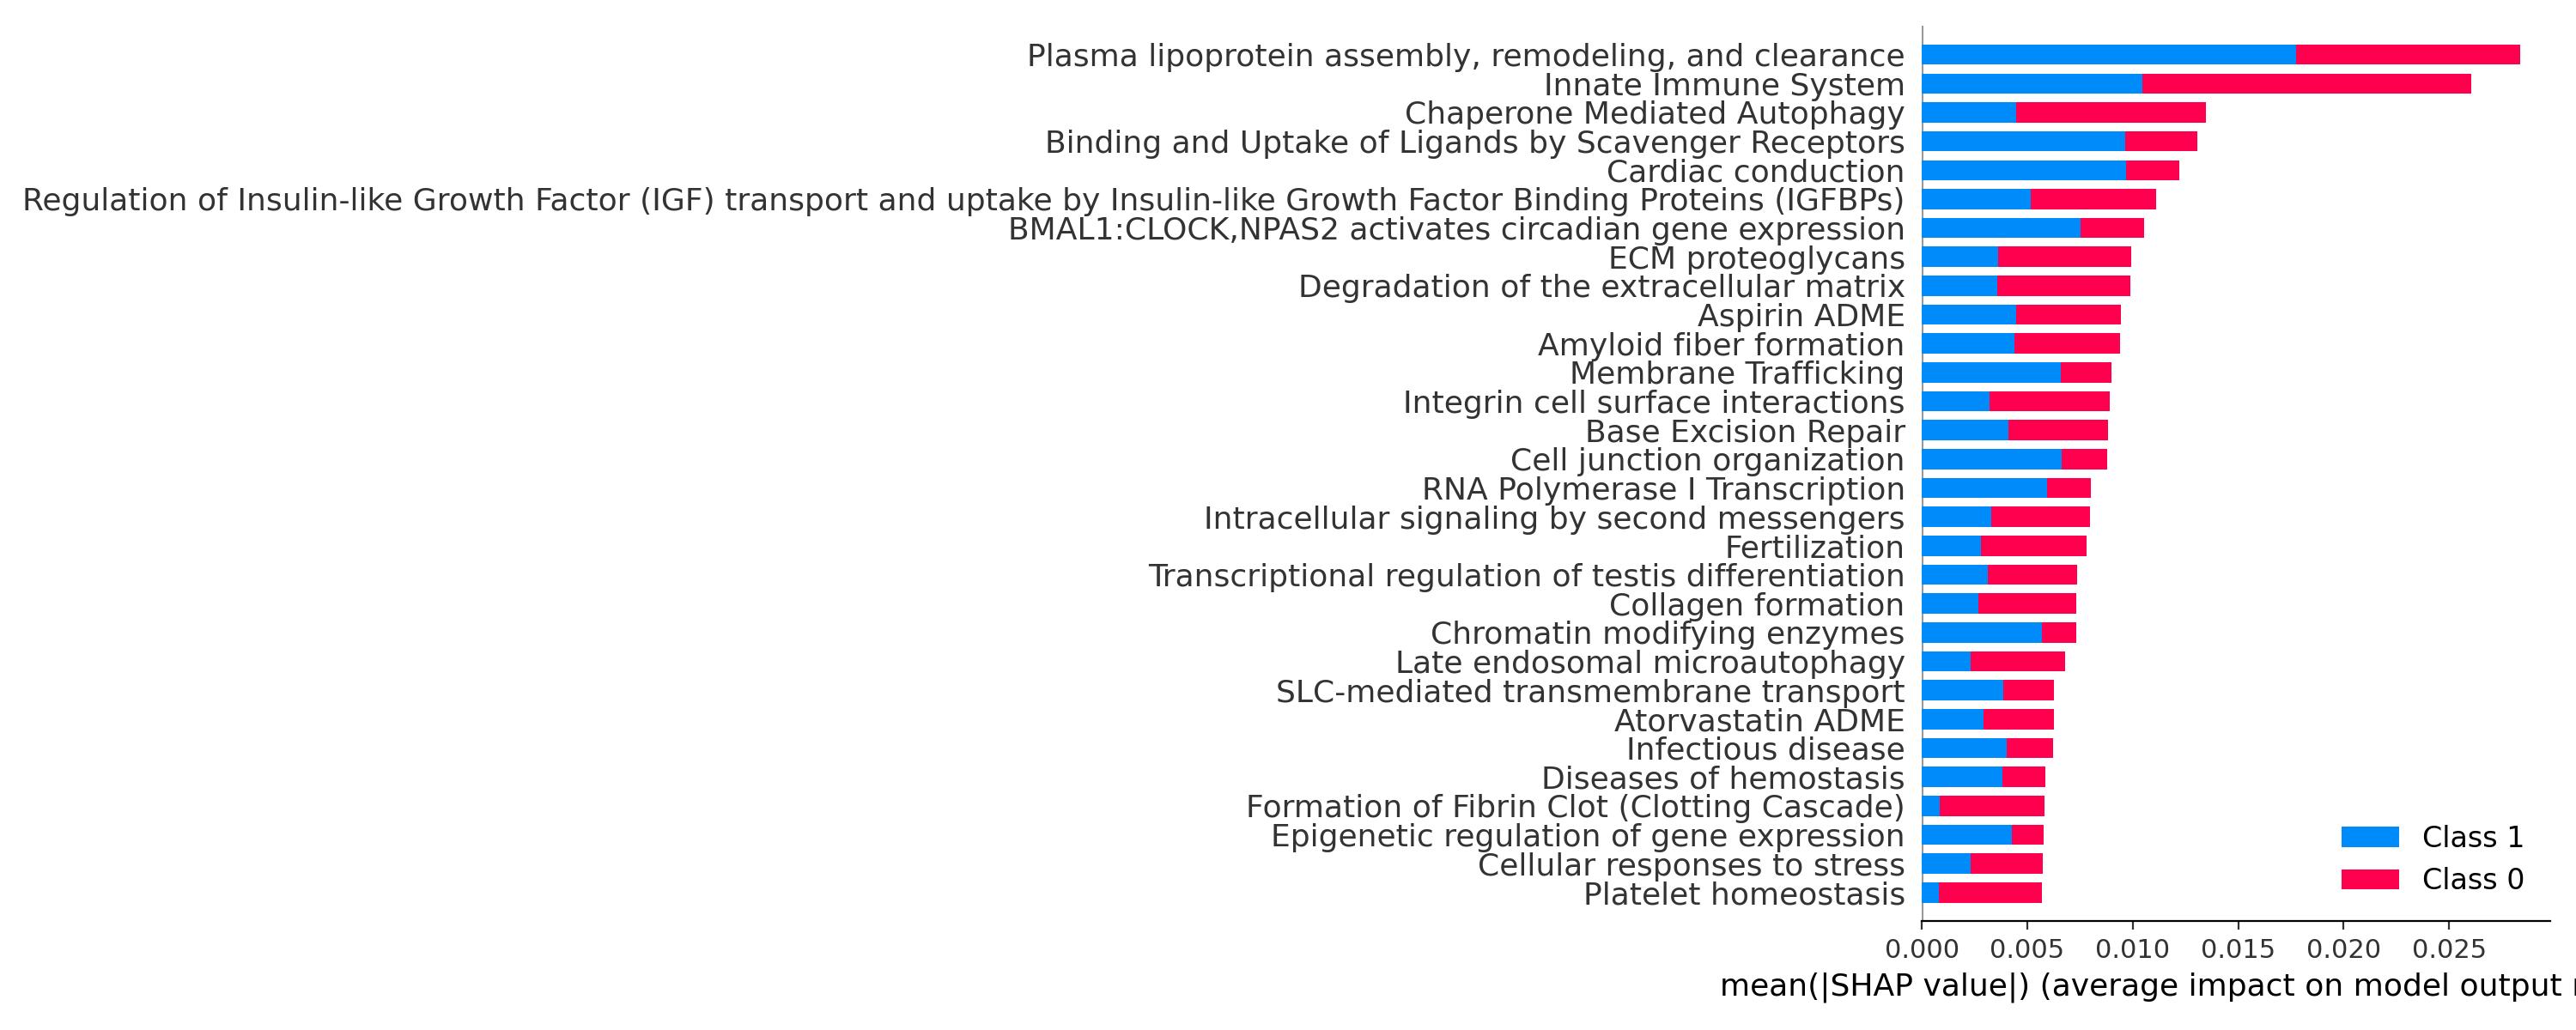 Plasma lipoprotein assembly, remodeling, and clearance
Innate Immune System
Chaperone Mediated Autophagy
Binding and Uptake of Ligands by Scavenger Receptors
Cardiac conduction
Regulation of Insulin-like Growth Factor (IGF) transport and uptake by Insulin-like Growth Factor Binding Proteins (IGFBPs)
BMAL1:CLOCK,NPAS2 activates circadian gene expression
ECM proteoglycans
Degradation of the extracellular matrix
Aspirin ADME
Amyloid fiber formation
Membrane Trafficking
Integrin cell surface interactions
Base Excision Repair
Cell junction organization
RNA Polymerase I Transcription
Intracellular signaling by second messengers
Fertilization
Transcriptional regulation of testis differentiation
Collagen formation
Chromatin modifying enzymes
Late endosomal microautophagy
SLC-mediated transmembrane transport
Atorvastatin ADME
Infectious disease
Diseases of hemostasis
Formation of Fibrin Clot (Clotting Cascade)
Epigenetic regulation of gene expression
Cellular responses to stress
Platelet homeostasis
Class 1
Class 0
0.000 0.005 0.010 0.015 0.020 0.025
mean(|SHAP value|) (average impact on model output